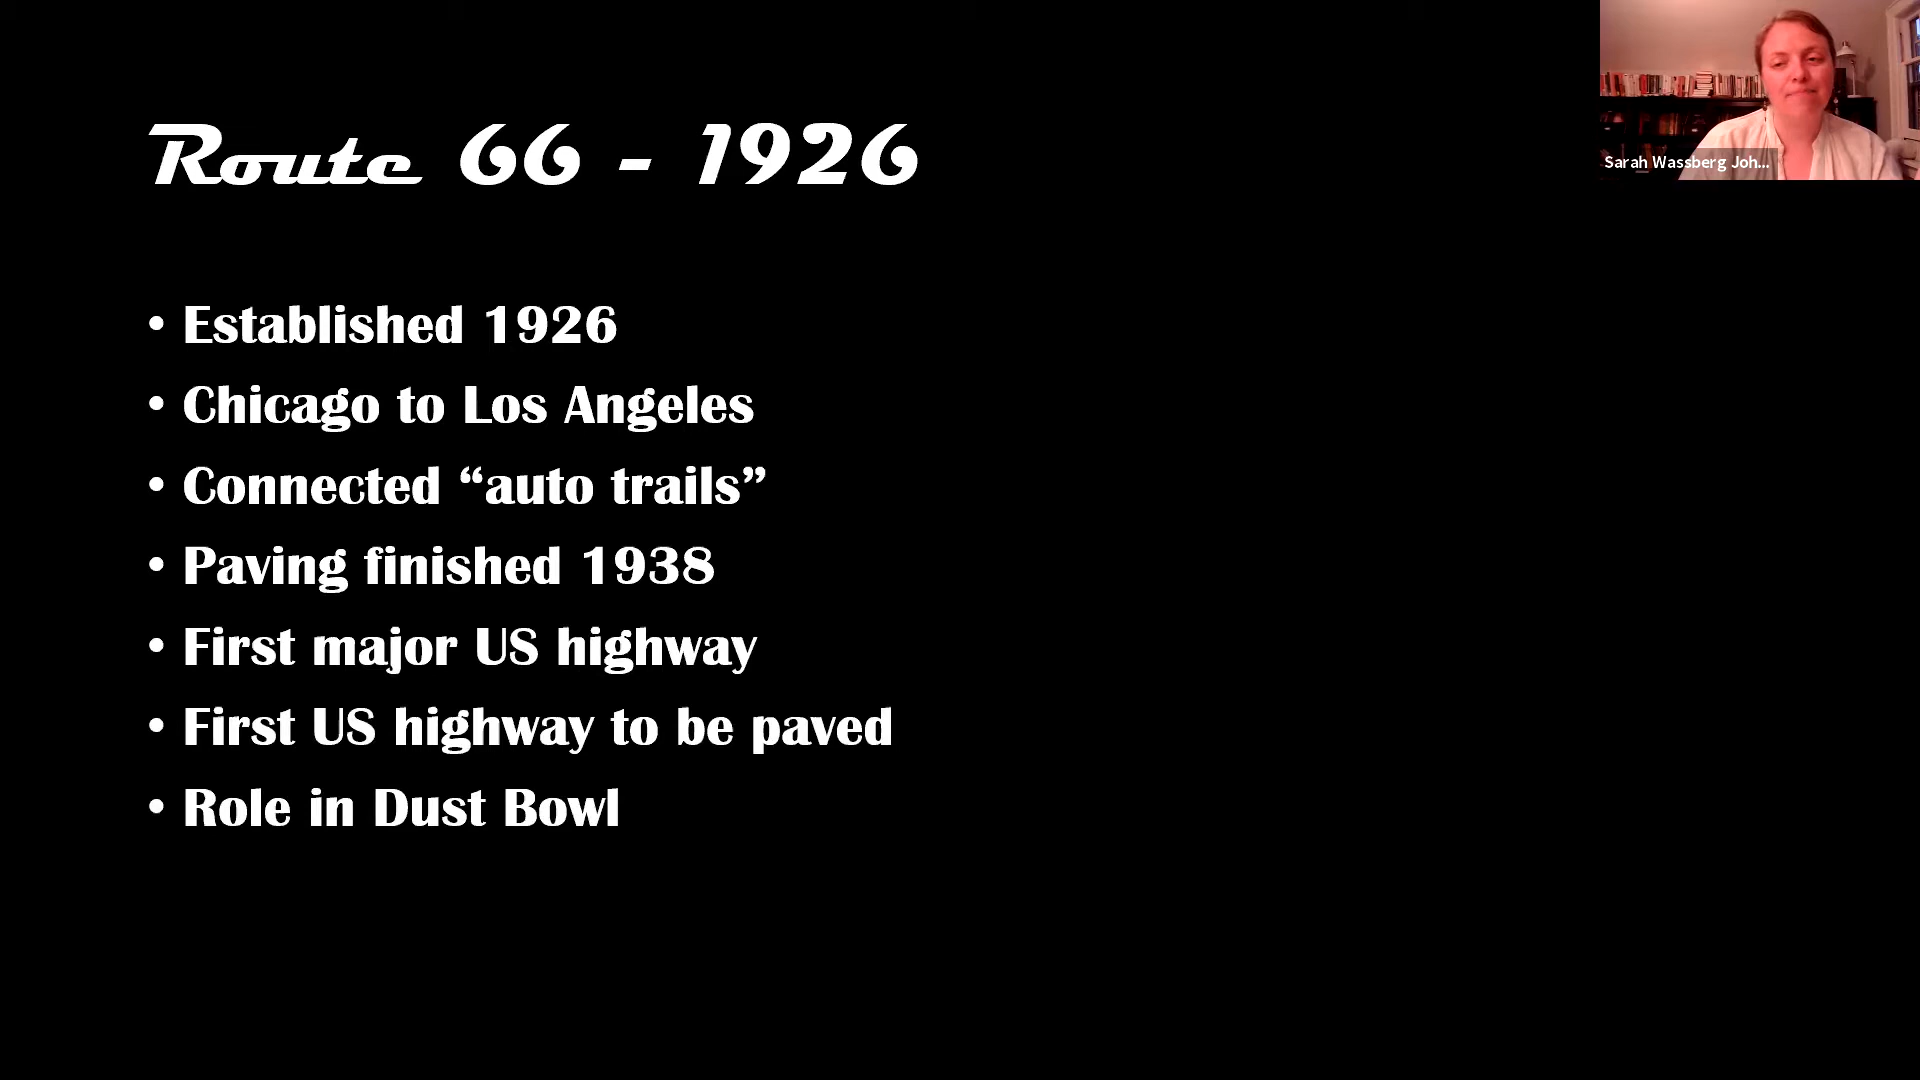 Route 66 - 1926
• Established 1926
• Chicago to Los Angeles
• Connected “auto trails”
• Paving finished 1938
• First major US highway
• First US highway to be paved
• Role in Dust Bowl
Sarah Wassberg Joh...